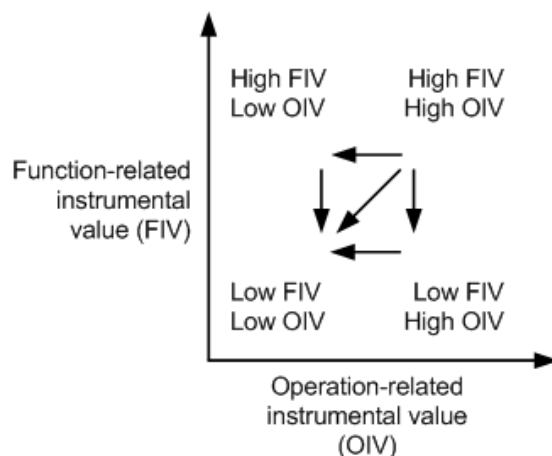 High FIV
Low OIV
High FIV
High OIV
Function-related
instrumental
value (FIV)
Low FIV
Low OIV
Low FIV
High OIV
Operation-related
instrumental value
(OIV)